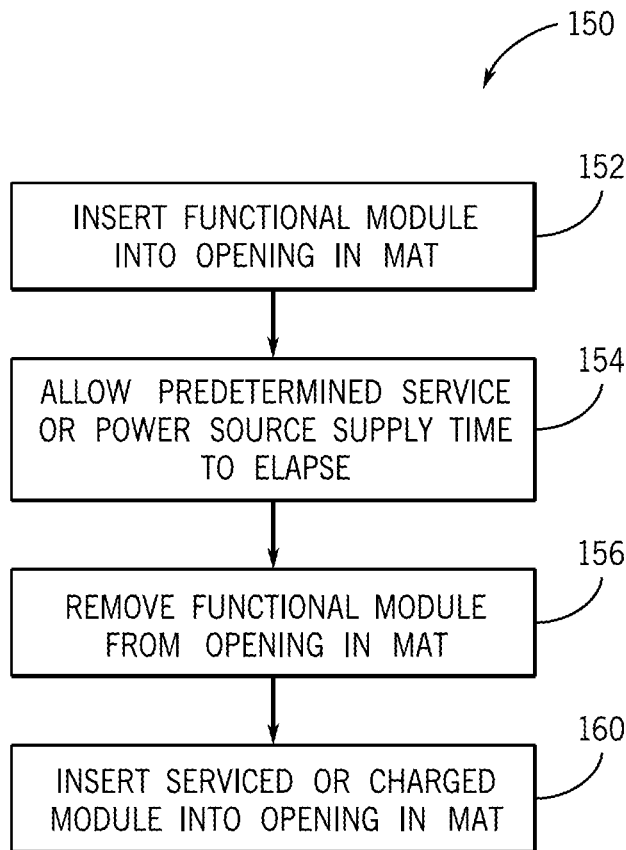 150
152
INSERT FUNCTIONAL MODULE
INTO OPENING IN MAT
154
ALLOW PREDETERMINED SERVICE
OR POWER SOURCE SUPPLY TIME
TO ELAPSE
156
REMOVE FUNCTIONAL MODULE
FROM OPENING IN MAT
160
INSERT SERVICED OR CHARGED
MODULE INTO OPENING IN MAT